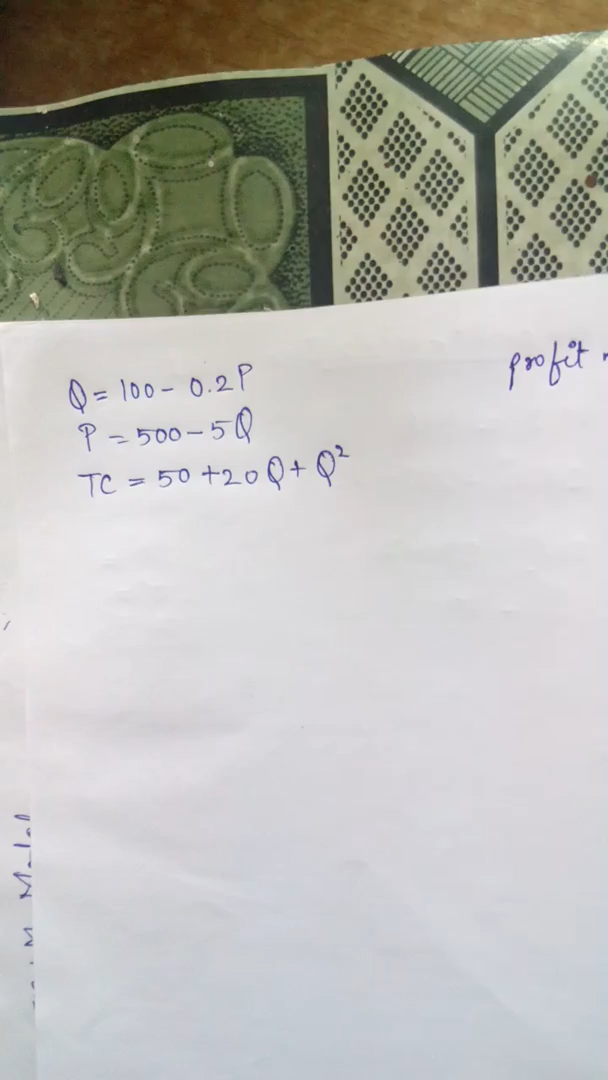 Q = 100 - 0.2P
P = 500 - 5Q
TC = 50 + 20Q + Q²
profit